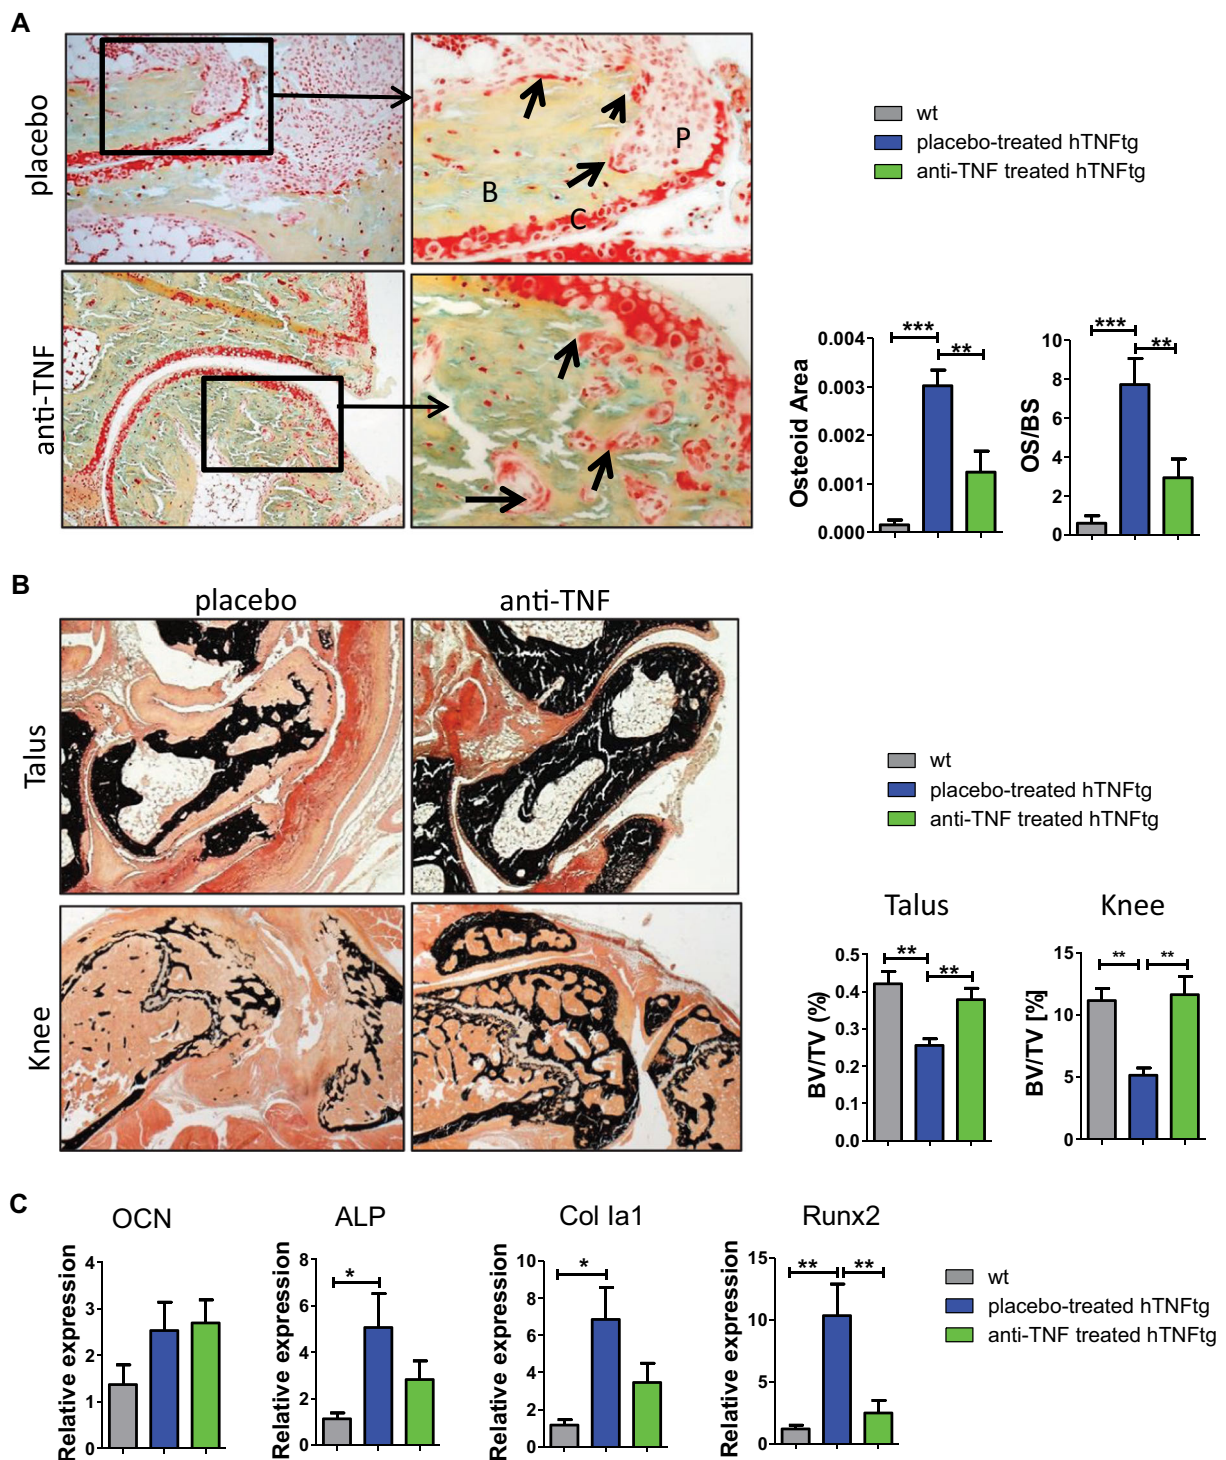 A
placebo
P
B
C
anti-TNF
wt
placebo-treated hTNFtg
anti-TNF treated hTNFtg
Osteoid Area
0.004
0.003
0.002
0.001
0.000
***
**
OS/BS
10
8
6
4
2
0
***
**
B
placebo
anti-TNF
Talus
Knee
wt
placebo-treated hTNFtg
anti-TNF treated hTNFtg
Talus
BV/TV (%)
0.5
0.4
0.3
0.2
0.1
0.0
**
**
Knee
BV/TV [%]
15
10
5
0
**
**
C
OCN
Relative expression
4
3
2
1
0
ALP
Relative expression
8
6
4
2
0
*
Col Ia1
Relative expression
10
8
6
4
2
0
*
Runx2
Relative expression
15
10
5
0
**
**
wt
placebo-treated hTNFtg
anti-TNF treated hTNFtg